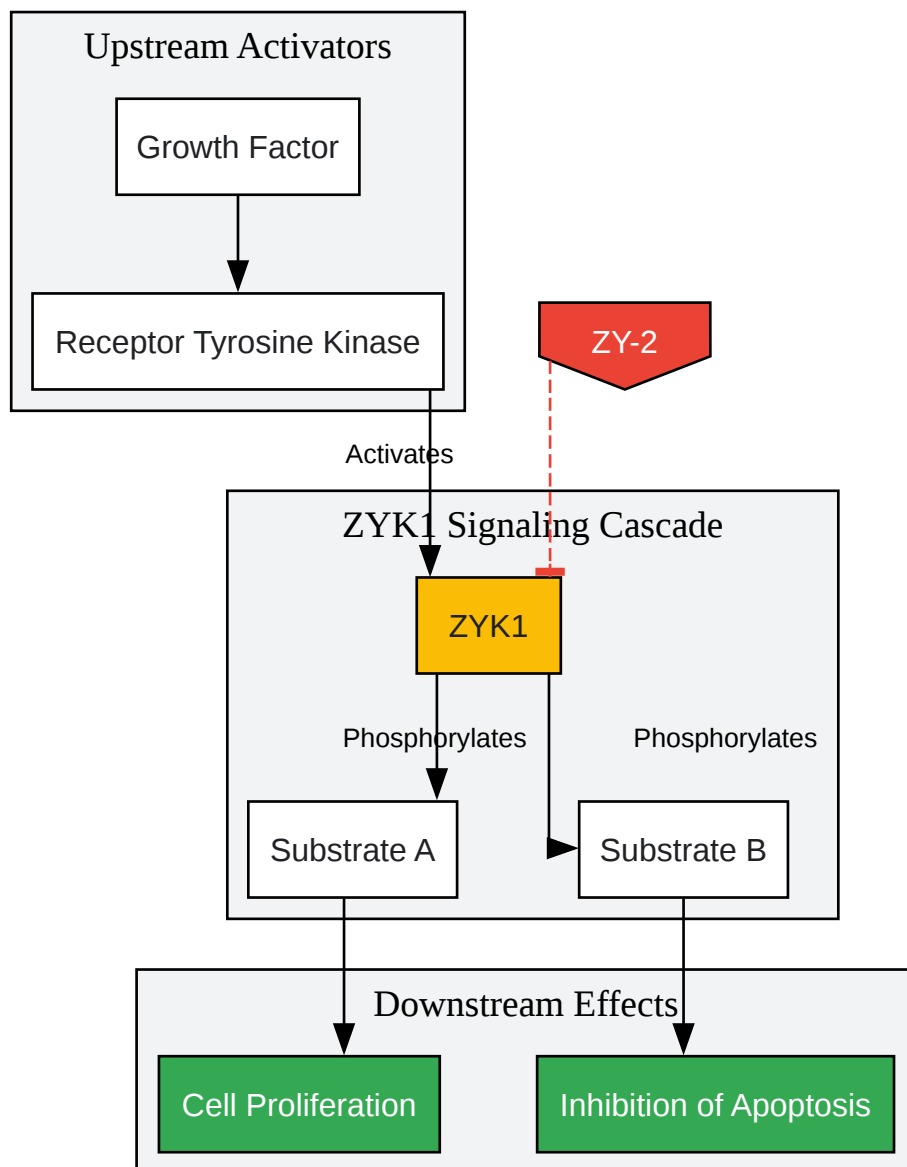 Upstream Activators
Growth Factor
Receptor Tyrosine Kinase
ZY-2
Activates
ZYK1 Signaling Cascade
ZYK1
Phosphorylates
Phosphorylates
Substrate A
Substrate B
Downstream Effects
Cell Proliferation
Inhibition of Apoptosis